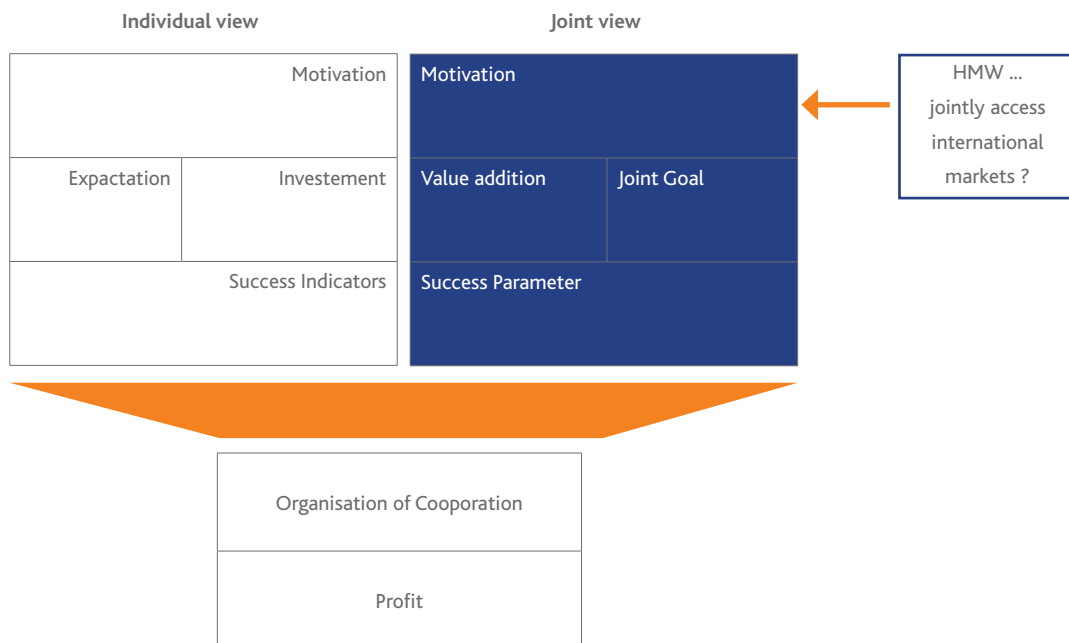 Individual view
Joint view
Motivation
Expactation
Investement
Success Indicators
Motivation
Value addition
Joint Goal
Success Parameter
HMW ...
jointly access
international
markets ?
Organisation of Cooporation
Profit